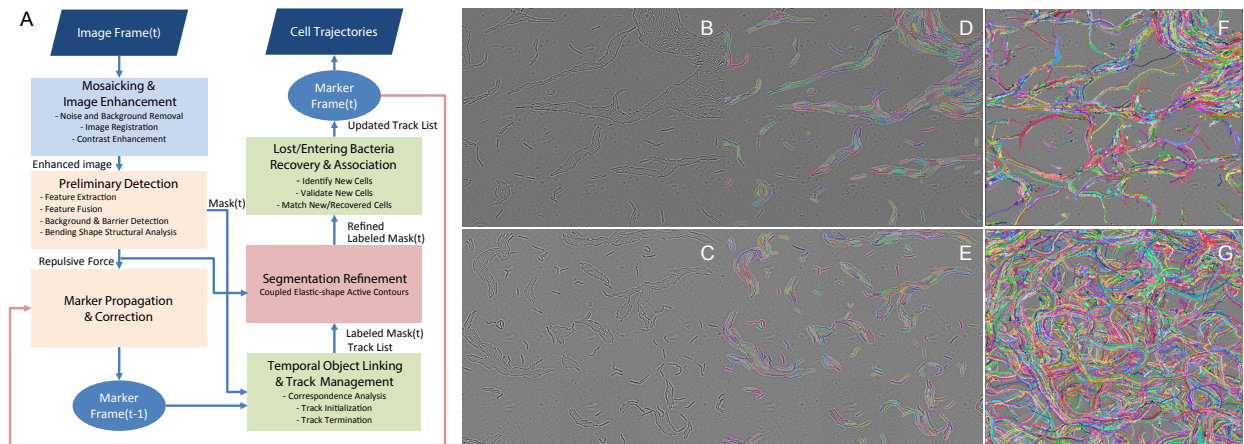 A
Image Frame(t)
Mosaicking &
Image Enhancement
- Noise and Background Removal
- Image Registration
- Contrast Enhancement
Enhanced image
Preliminary Detection
- Feature Extraction
- Feature Fusion
- Background & Barrier Detection
- Bending Shape Structural Analysis
Mask(t)
Repulsive Force
Marker Propagation
& Correction
Marker
Frame(t-1)
Cell Trajectories
Marker
Frame(t)
Updated Track List
Lost/Entering Bacteria
Recovery & Association
- Identify New Cells
- Validate New Cells
- Match New/Recovered Cells
Refined
Labeled Mask(t)
Segmentation Refinement
Coupled Elastic-shape Active Contours
Labeled Mask(t)
Track List
Temporal Object Linking
& Track Management
- Correspondence Analysis
- Track Initialization
- Track Termination
B
D
F
C
E
G